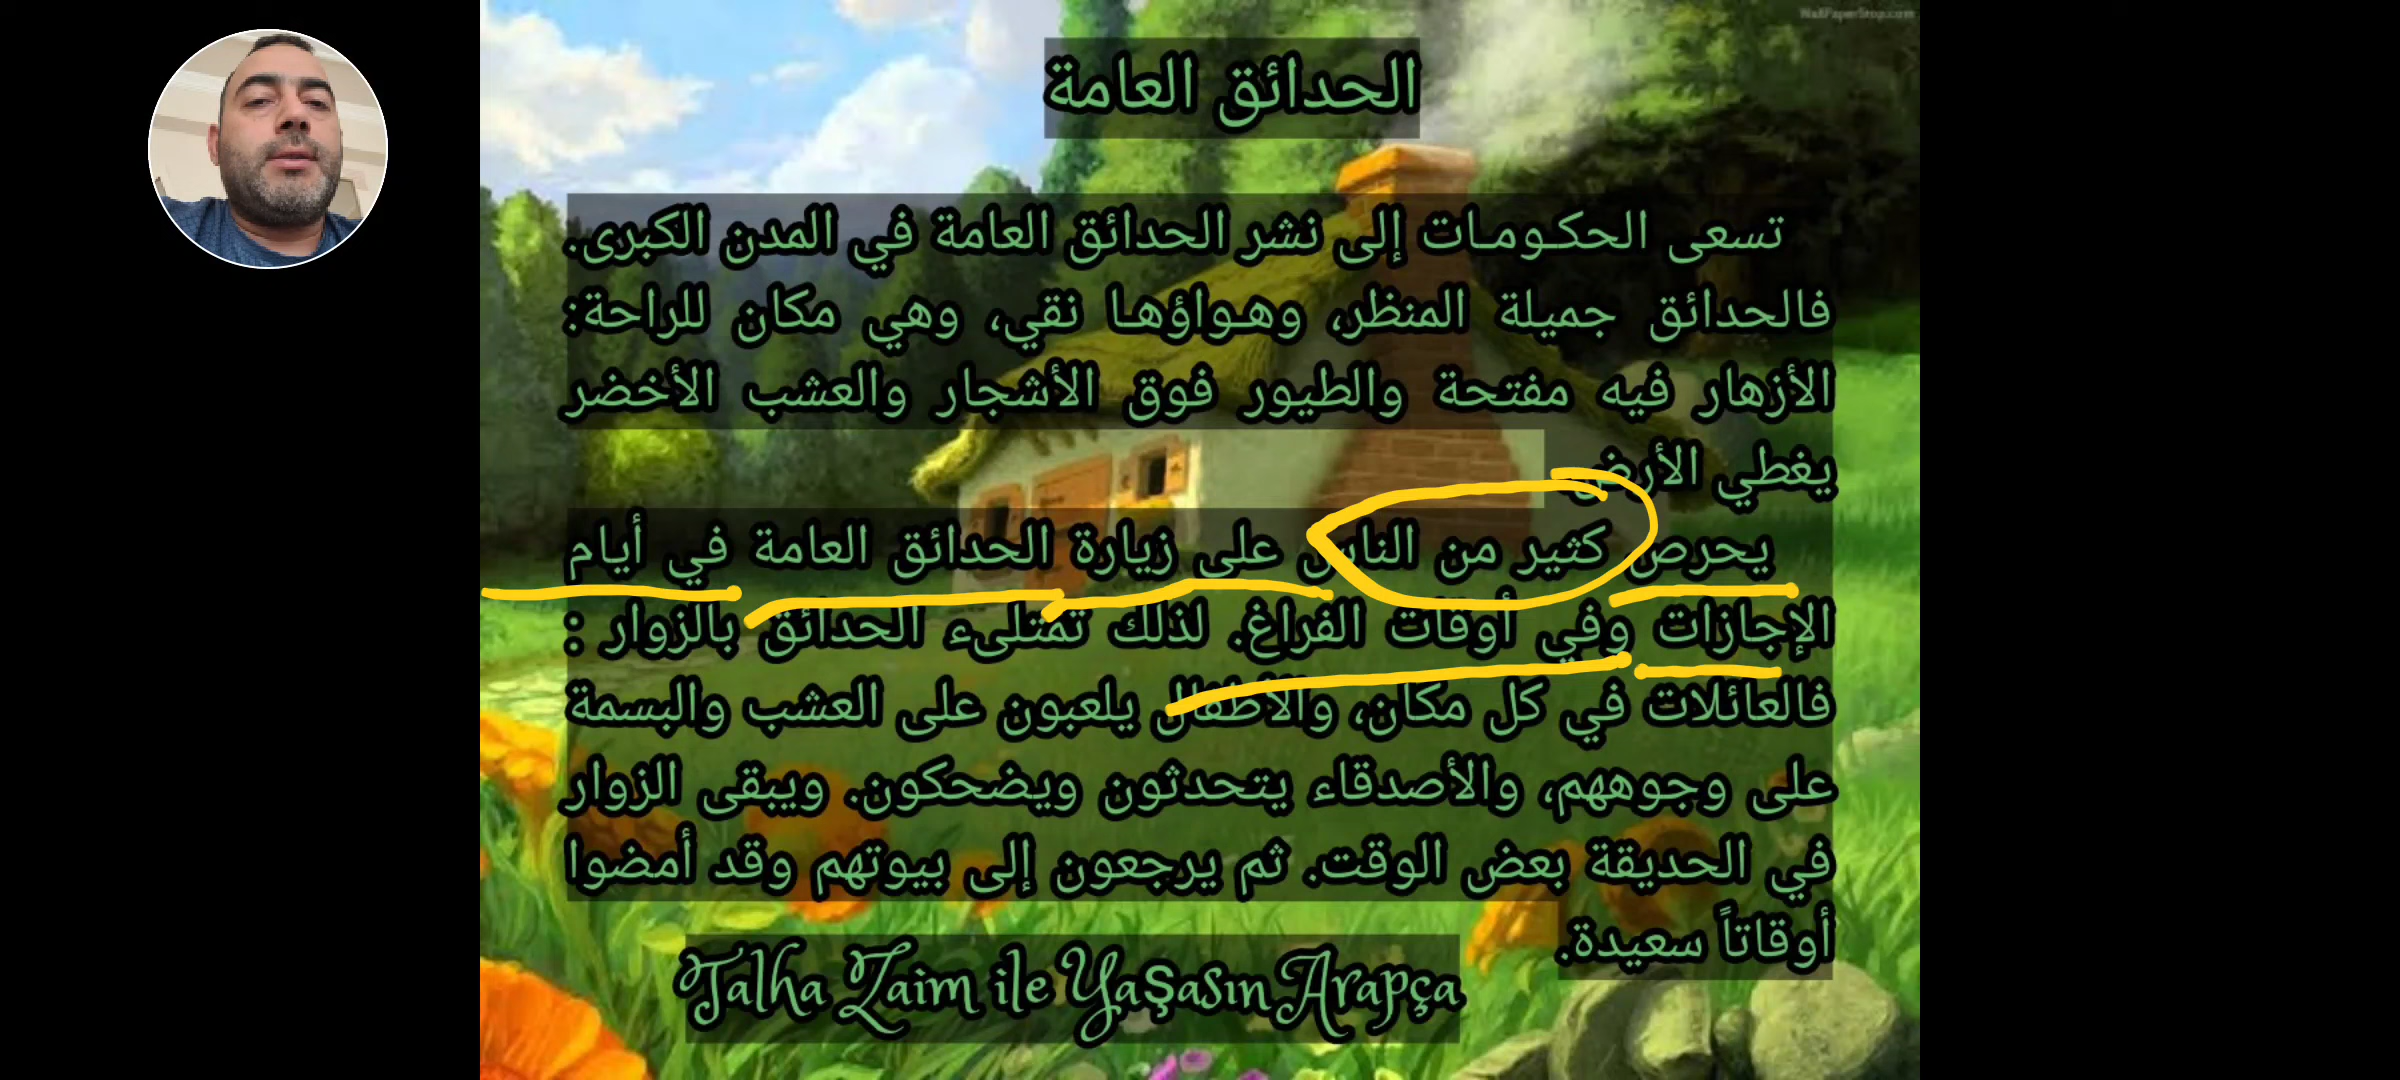 WallPaperStop.com
الحدائق العامة
تسعى الحكومات إلى نشر الحدائق العامة في المدن الكبرى.
فالحدائق جميلة المنظر، وهواؤها نقي، وهي مكان للراحة:
الأزهار فيه مفتحة والطيور فوق الأشجار والعشب الأخضر
يغطي الأرض
يحرص كثير من الناس على زيارة الحدائق العامة في أيام
الإجازات وفي أوقات الفراغ. لذلك تمتلىء الحدائق بالزوار :
فالعائلات في كل مكان، والأطفال يلعبون على العشب والبسمة
على وجوههم، والأصدقاء يتحدثون ويضحكون. ويبقى الزوار
في الحديقة بعض الوقت. ثم يرجعون إلى بيوتهم وقد أمضوا
أوقاتاً سعيدة.
Talha Zaim ile Yaşasın Arapça